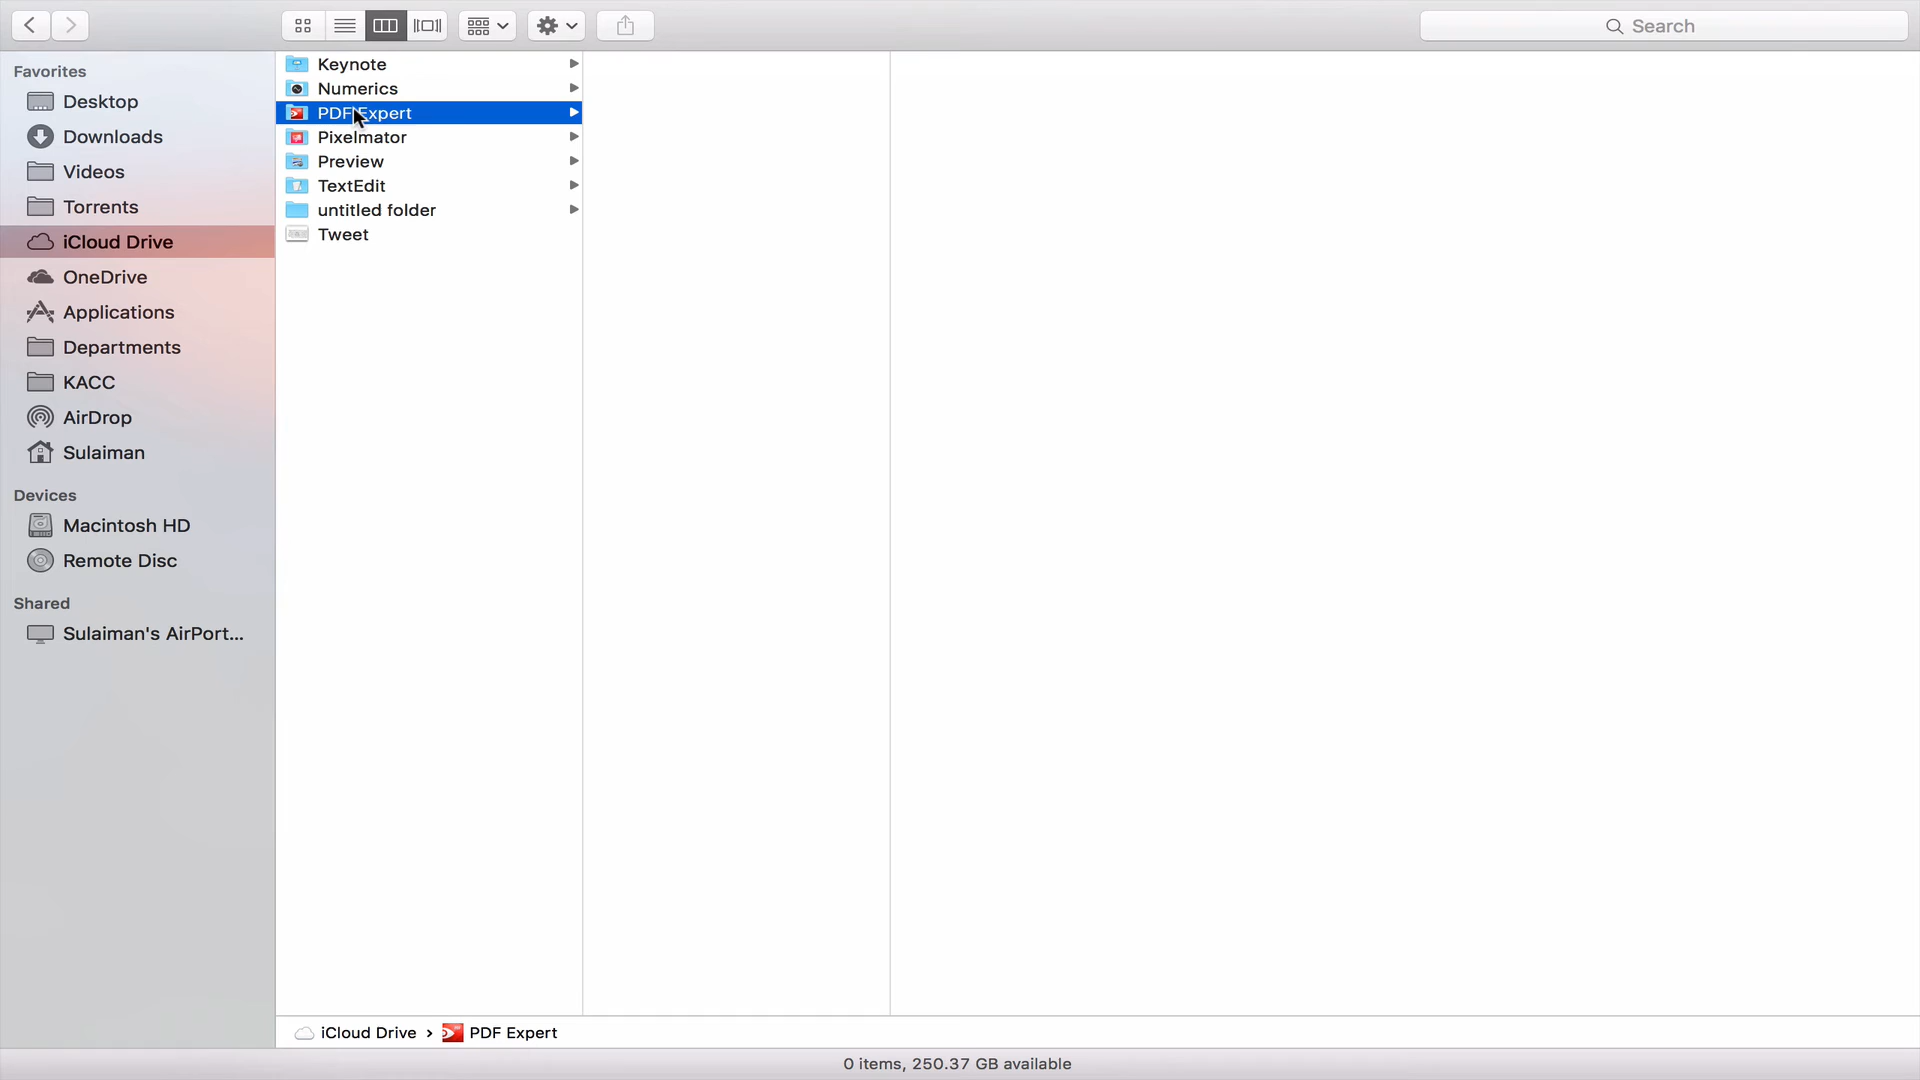 Search
Favorites
Desktop
Downloads
Videos
Torrents
iCloud Drive
OneDrive
Applications
Departments
KACC
AirDrop
Sulaiman
Devices
Macintosh HD
Remote Disc
Shared
Sulaiman's AirPort...
Keynote
Numerics
PDF Expert
Pixelmator
Preview
TextEdit
untitled folder
Tweet
iCloud Drive › PDF Expert
0 items, 250.37 GB available